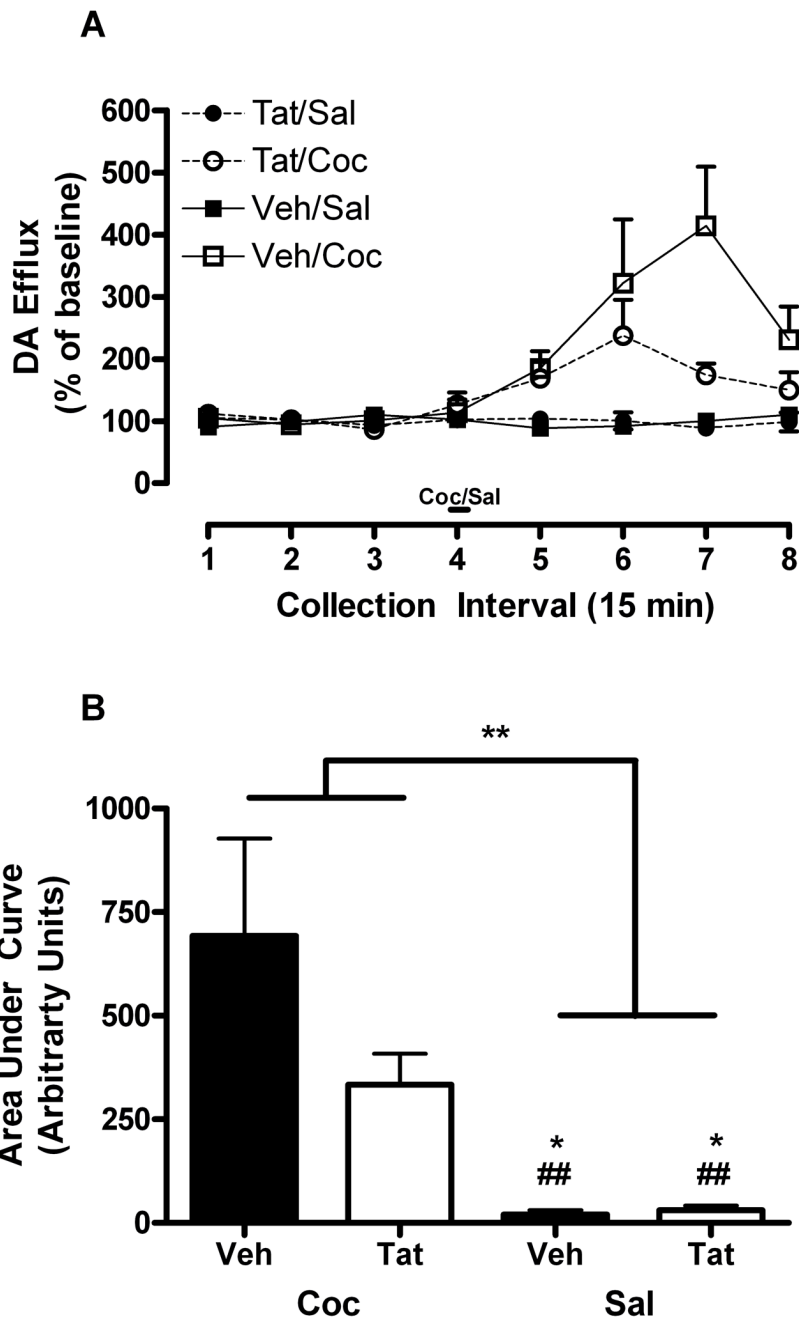 A
DA Efflux
(% of baseline)
600
500
400
300
200
100
0
Tat/Sal
Tat/Coc
Veh/Sal
Veh/Coc
Coc/Sal
1 2 3 4 5 6 7 8
Collection Interval (15 min)
B
**
Area Under Curve
(Arbitrarty Units)
1000
750
500
250
0
* *
## ##
Veh Tat Veh Tat
Coc Sal